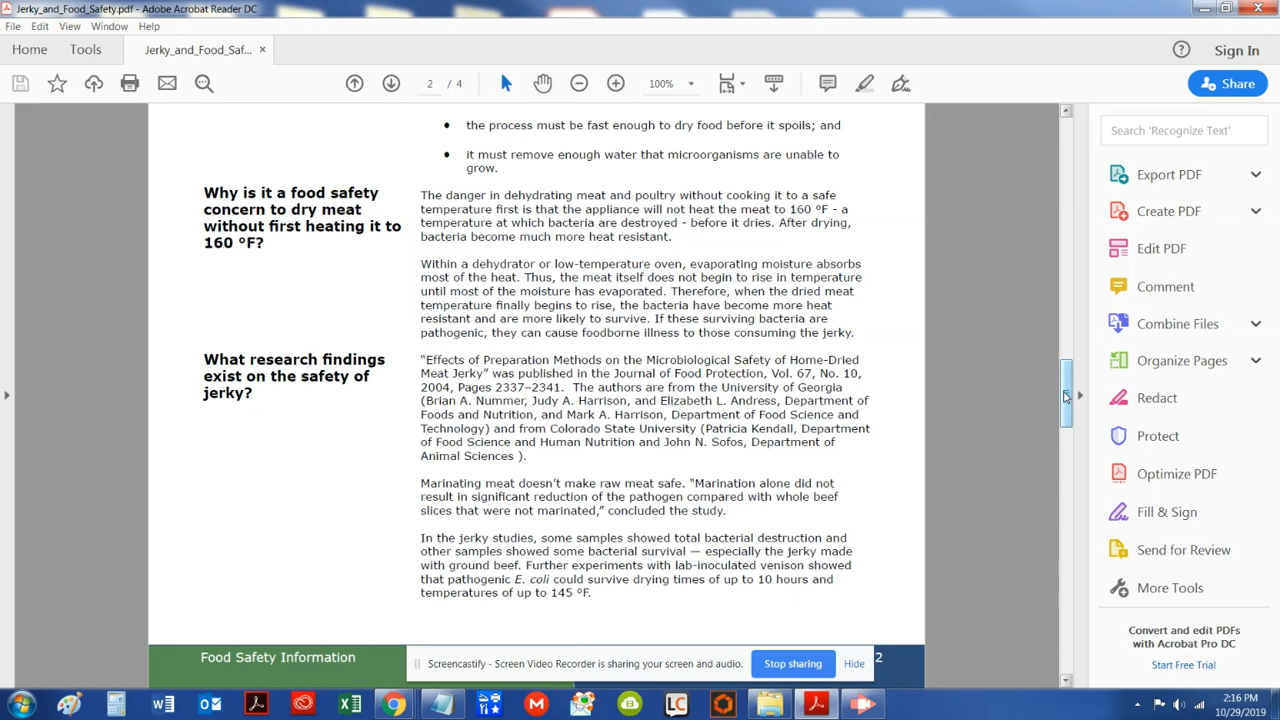 Jerky_and_Food_Safety.pdf - Adobe Acrobat Reader DC
File Edit View Window Help
Home Tools Jerky_and_Food_Saf... × Sign In
2 / 4 100% Share
the process must be fast enough to dry food before it spoils; and
it must remove enough water that microorganisms are unable to
grow.
Why is it a food safety
concern to dry meat
without first heating it to
160 ºF?
The danger in dehydrating meat and poultry without cooking it to a safe
temperature first is that the appliance will not heat the meat to 160 ºF - a
temperature at which bacteria are destroyed - before it dries. After drying,
bacteria become much more heat resistant.
Within a dehydrator or low-temperature oven, evaporating moisture absorbs
most of the heat. Thus, the meat itself does not begin to rise in temperature
until most of the moisture has evaporated. Therefore, when the dried meat
temperature finally begins to rise, the bacteria have become more heat
resistant and are more likely to survive. If these surviving bacteria are
pathogenic, they can cause foodborne illness to those consuming the jerky.
What research findings
exist on the safety of
jerky?
“Effects of Preparation Methods on the Microbiological Safety of Home-Dried
Meat Jerky” was published in the Journal of Food Protection, Vol. 67, No. 10,
2004, Pages 2337–2341. The authors are from the University of Georgia
(Brian A. Nummer, Judy A. Harrison, and Elizabeth L. Andress, Department of
Foods and Nutrition, and Mark A. Harrison, Department of Food Science and
Technology) and from Colorado State University (Patricia Kendall, Department
of Food Science and Human Nutrition and John N. Sofos, Department of
Animal Sciences ).
Marinating meat doesn’t make raw meat safe. “Marination alone did not
result in significant reduction of the pathogen compared with whole beef
slices that were not marinated,” concluded the study.
In the jerky studies, some samples showed total bacterial destruction and
other samples showed some bacterial survival — especially the jerky made
with ground beef. Further experiments with lab-inoculated venison showed
that pathogenic E. coli could survive drying times of up to 10 hours and
temperatures of up to 145 ºF.
Food Safety Information 2
Screencastify - Screen Video Recorder is sharing your screen and audio. Stop sharing Hide
Search 'Recognize Text'
Export PDF
Create PDF
Edit PDF
Comment
Combine Files
Organize Pages
Redact
Protect
Optimize PDF
Fill & Sign
Send for Review
More Tools
Convert and edit PDFs
with Acrobat Pro DC
Start Free Trial
LC
2:16 PM
10/29/2019